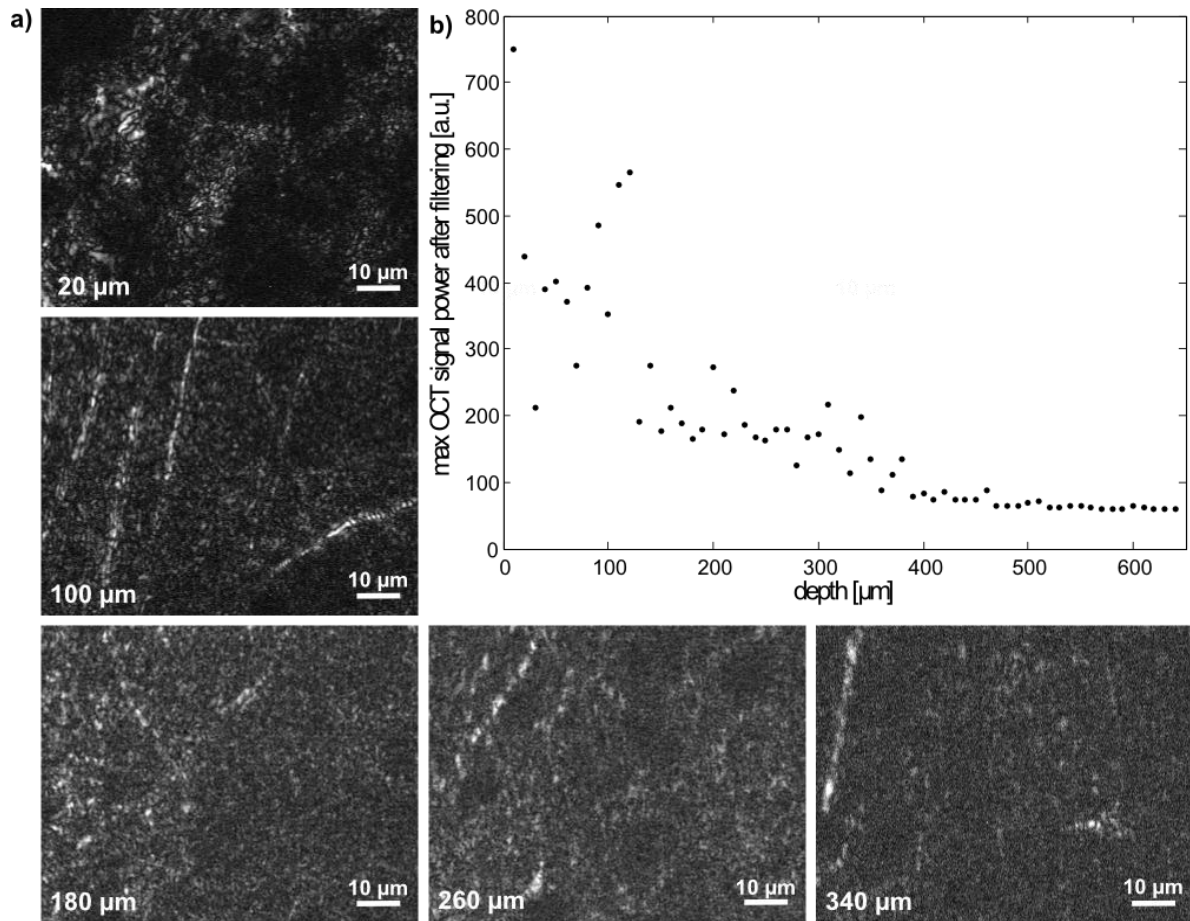 a)
20 µm
10 µm
100 µm
10 µm
b)
800
700
600
500
400
300
200
100
0
max OCT signal power after filtering [a.u.]
0 100 200 300 400 500 600
depth [µm]
10 µm
180 µm
10 µm
260 µm
10 µm
340 µm
10 µm